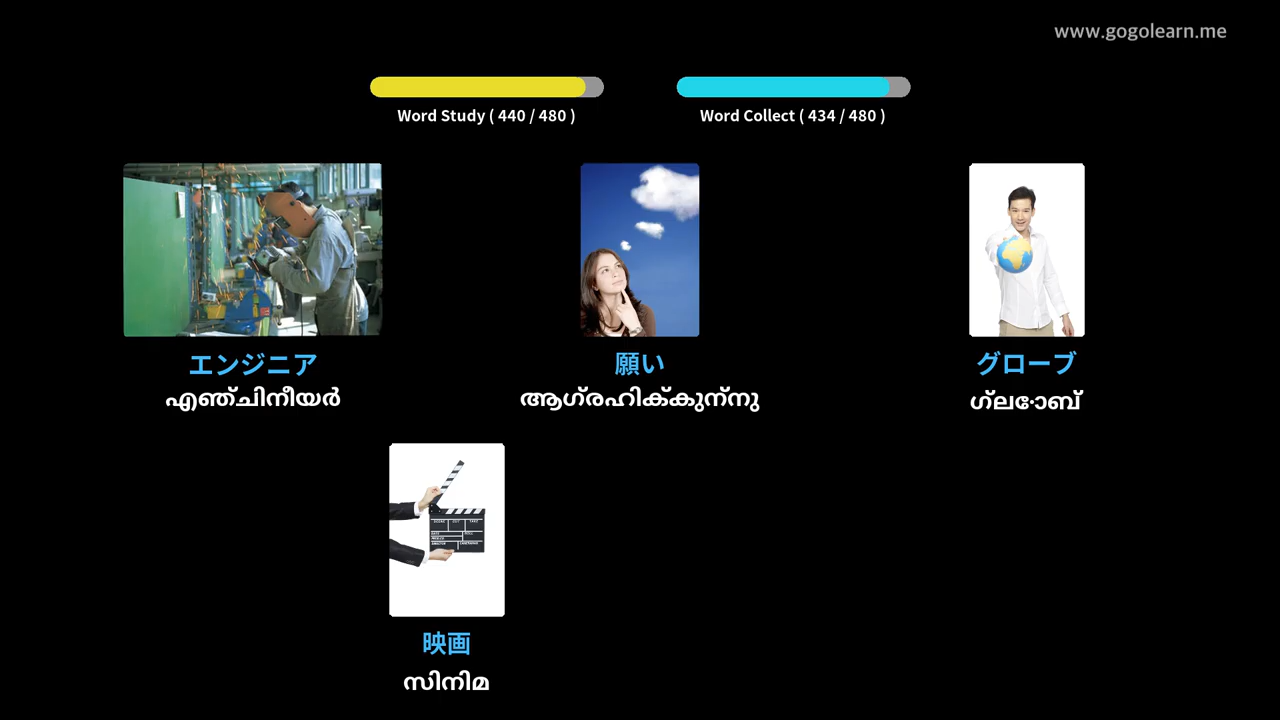 www.gogolearn.me
Word Study ( 440 / 480 )
Word Collect ( 434 / 480 )
エンジニア
എഞ്ചിനീയർ
願い
ആഗ്രഹിക്കുന്നു
グローブ
ഗ്ലോബ്
映画
സിനിമ